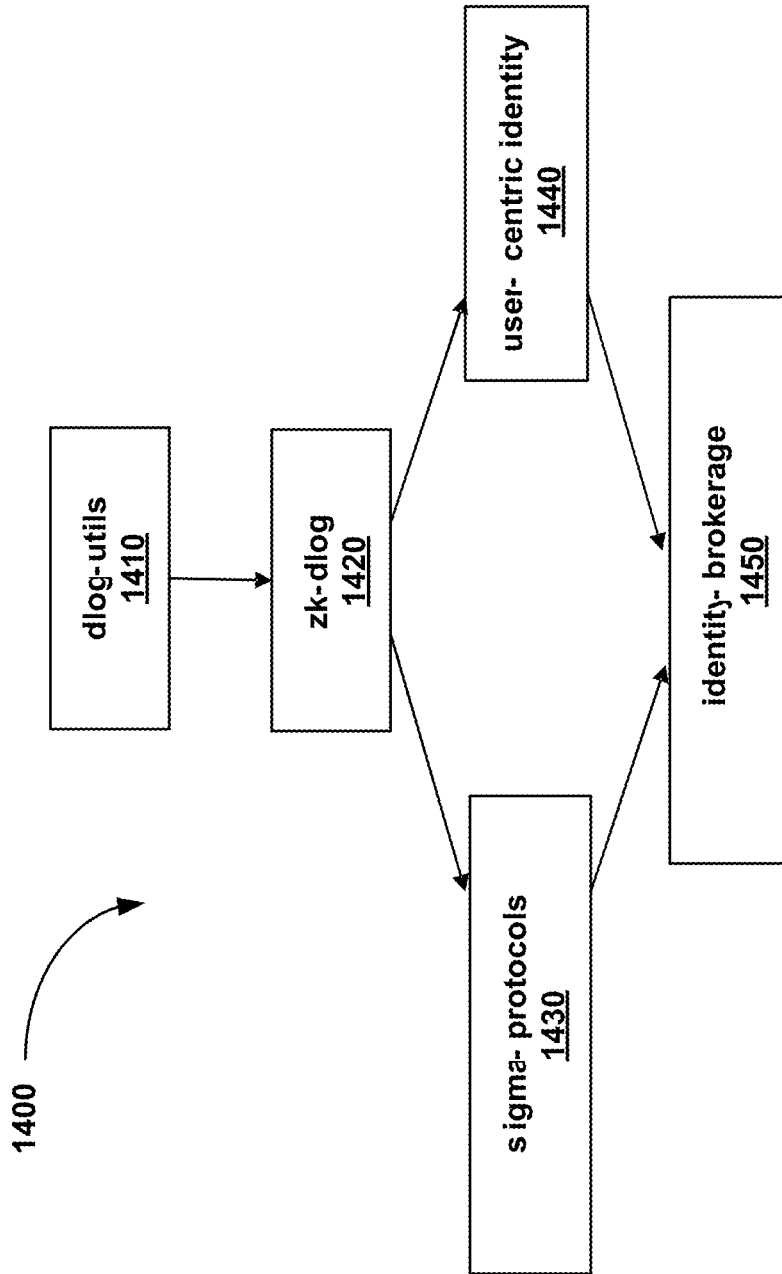 1400
dlog-utils
1410
zk-dlog
1420
sigma- protocols
1430
user- centric identity
1440
identity- brokerage
1450